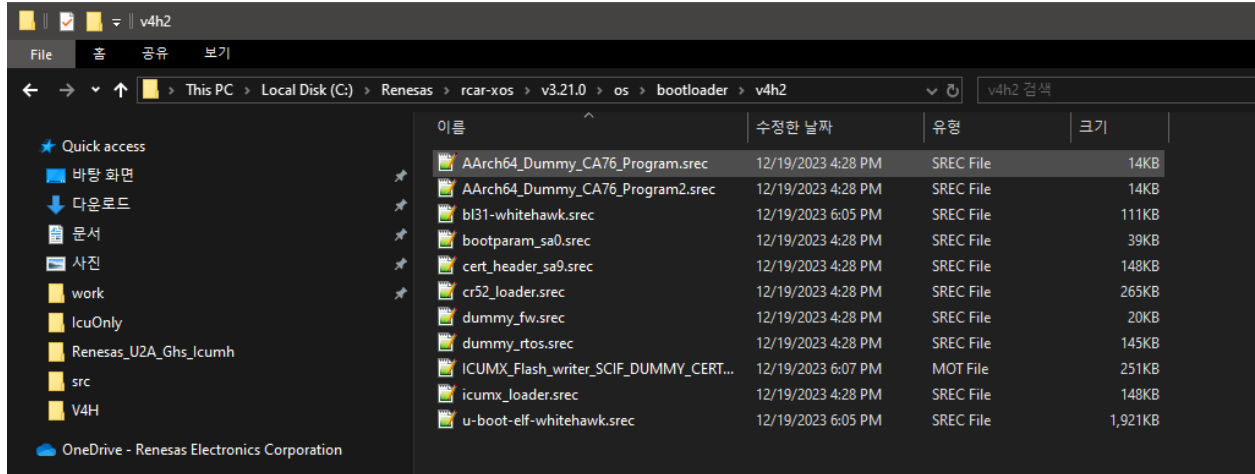 v4h2
File 홈 공유 보기
This PC > Local Disk (C:) > Renesas > rcar-xos > v3.21.0 > os > bootloader > v4h2 v4h2 검색
이름 수정한 날짜 유형 크기
Quick access
바탕 화면
다운로드
문서
사진
work
IcuOnly
Renesas_U2A_Ghs_Icumh
src
V4H
OneDrive - Renesas Electronics Corporation
AArch64_Dummy_CA76_Program.srec 12/19/2023 4:28 PM SREC File 14KB
AArch64_Dummy_CA76_Program2.srec 12/19/2023 4:28 PM SREC File 14KB
bl31-whitehawk.srec 12/19/2023 6:05 PM SREC File 111KB
bootparam_sa0.srec 12/19/2023 4:28 PM SREC File 39KB
cert_header_sa9.srec 12/19/2023 4:28 PM SREC File 148KB
cr52_loader.srec 12/19/2023 4:28 PM SREC File 265KB
dummy_fw.srec 12/19/2023 4:28 PM SREC File 20KB
dummy_rtos.srec 12/19/2023 4:28 PM SREC File 145KB
ICUMX_Flash_writer_SCIF_DUMMY_CERT... 12/19/2023 6:07 PM MOT File 251KB
icumx_loader.srec 12/19/2023 4:28 PM SREC File 148KB
u-boot-elf-whitehawk.srec 12/19/2023 6:05 PM SREC File 1,921KB